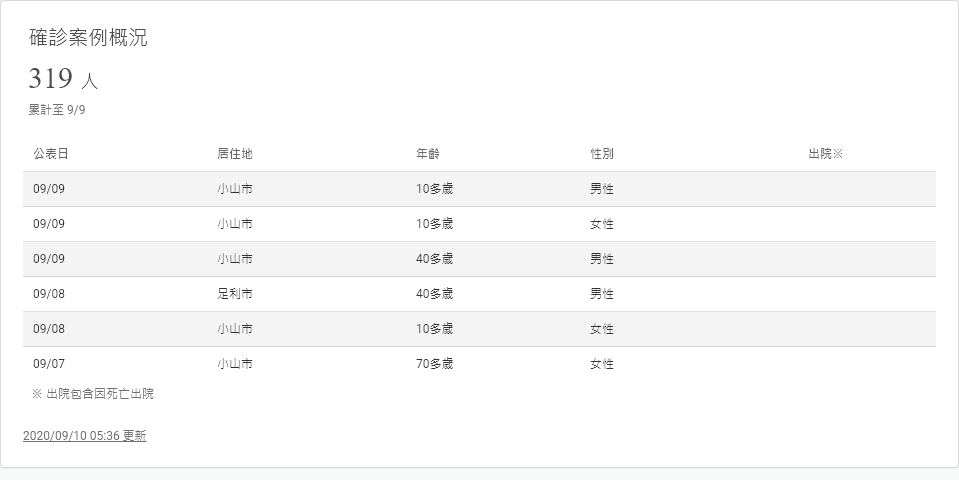 確診案例概況
319 人
累計至 9/9
公表日 居住地 年齡 性別 出院※
09/09 小山市 10多歲 男性
09/09 小山市 10多歲 女性
09/09 小山市 40多歲 男性
09/08 足利市 40多歲 男性
09/08 小山市 10多歲 女性
09/07 小山市 70多歲 女性
※ 出院包含因死亡出院
2020/09/10 05:36 更新